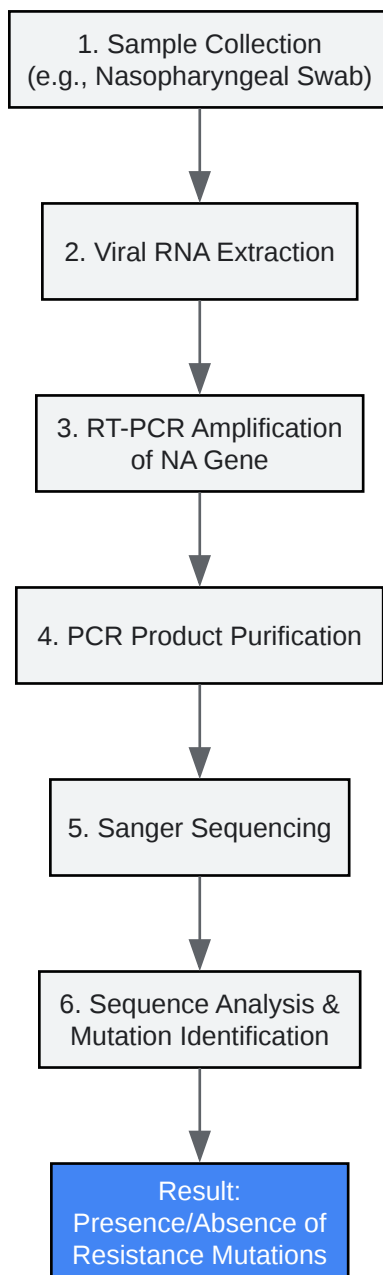 1. Sample Collection
(e.g., Nasopharyngeal Swab)
2. Viral RNA Extraction
3. RT-PCR Amplification
of NA Gene
4. PCR Product Purification
5. Sanger Sequencing
6. Sequence Analysis &
Mutation Identification
Result:
Presence/Absence of
Resistance Mutations